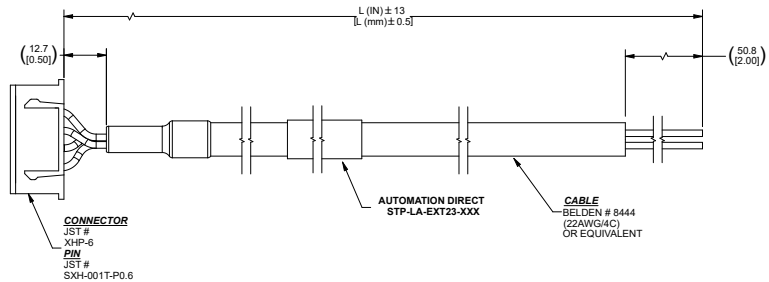 L (IN) ± 13
[L (mm) ± 0.5]
(12.7
[0.50])
(50.8
[2.00])
AUTOMATION DIRECT
STP-LA-EXT23-XXX
CABLE
BELDEN # 8444
(22AWG/4C)
OR EQUIVALENT
CONNECTOR
JST #
XHP-6
PIN
JST #
SXH-001T-P0.6